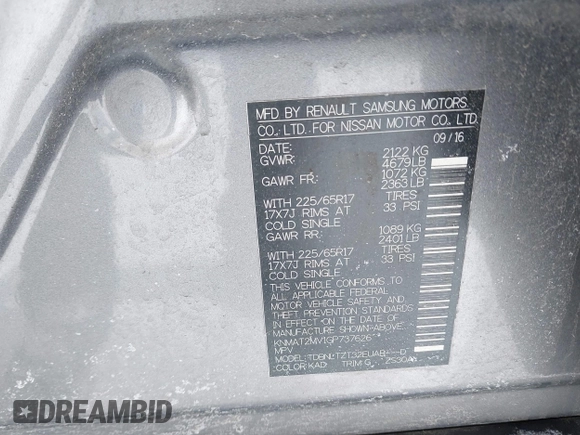 MFD BY RENAULT SAMSUNG MOTORS
CO., LTD. FOR NISSAN MOTOR CO., LTD.
09/16
DATE:
GVWR: 2122 KG
4679 LB
GAWR FR: 1072 KG
2363 LB
WITH 225/65R17 TIRES
17X7J RIMS AT 33 PSI
COLD SINGLE
GAWR RR: 1089 KG
2401 LB
WITH 225/65R17 TIRES
17X7J RIMS AT 33 PSI
COLD SINGLE
THIS VEHICLE CONFORMS TO
ALL APPLICABLE FEDERAL
MOTOR VEHICLE SAFETY AND
THEFT PREVENTION STANDARDS
IN EFFECT ON THE DATE OF
MANUFACTURE SHOWN ABOVE.
KNMAT2MV1GP737626
MPV
MODEL:
COLOR: KAD TRIM: G
DREAMBID